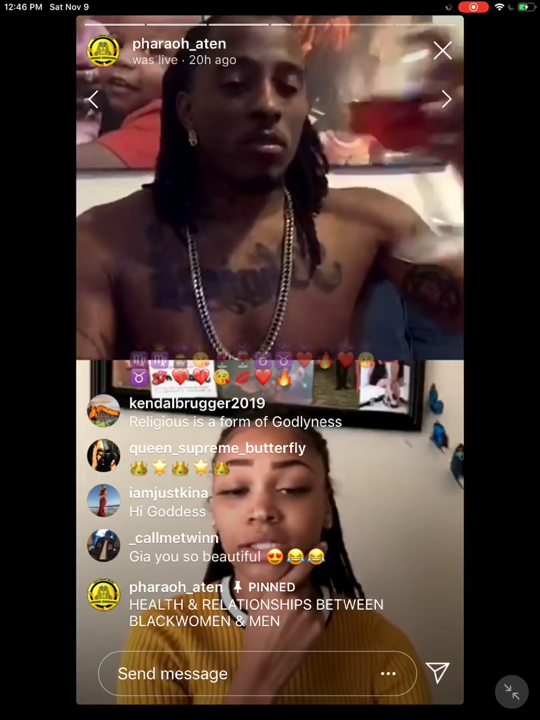 12:46 PM Sat Nov 9
pharaoh_aten
was live · 20h ago
kendalbrugger2019
Religious is a form of Godlyness
queen_supreme_butterfly
iamjustkina
Hi Goddess
_callmetwinn
Gia you so beautiful 😍😂😂
pharaoh_aten PINNED
HEALTH & RELATIONSHIPS BETWEEN
BLACKWOMEN & MEN
Send message